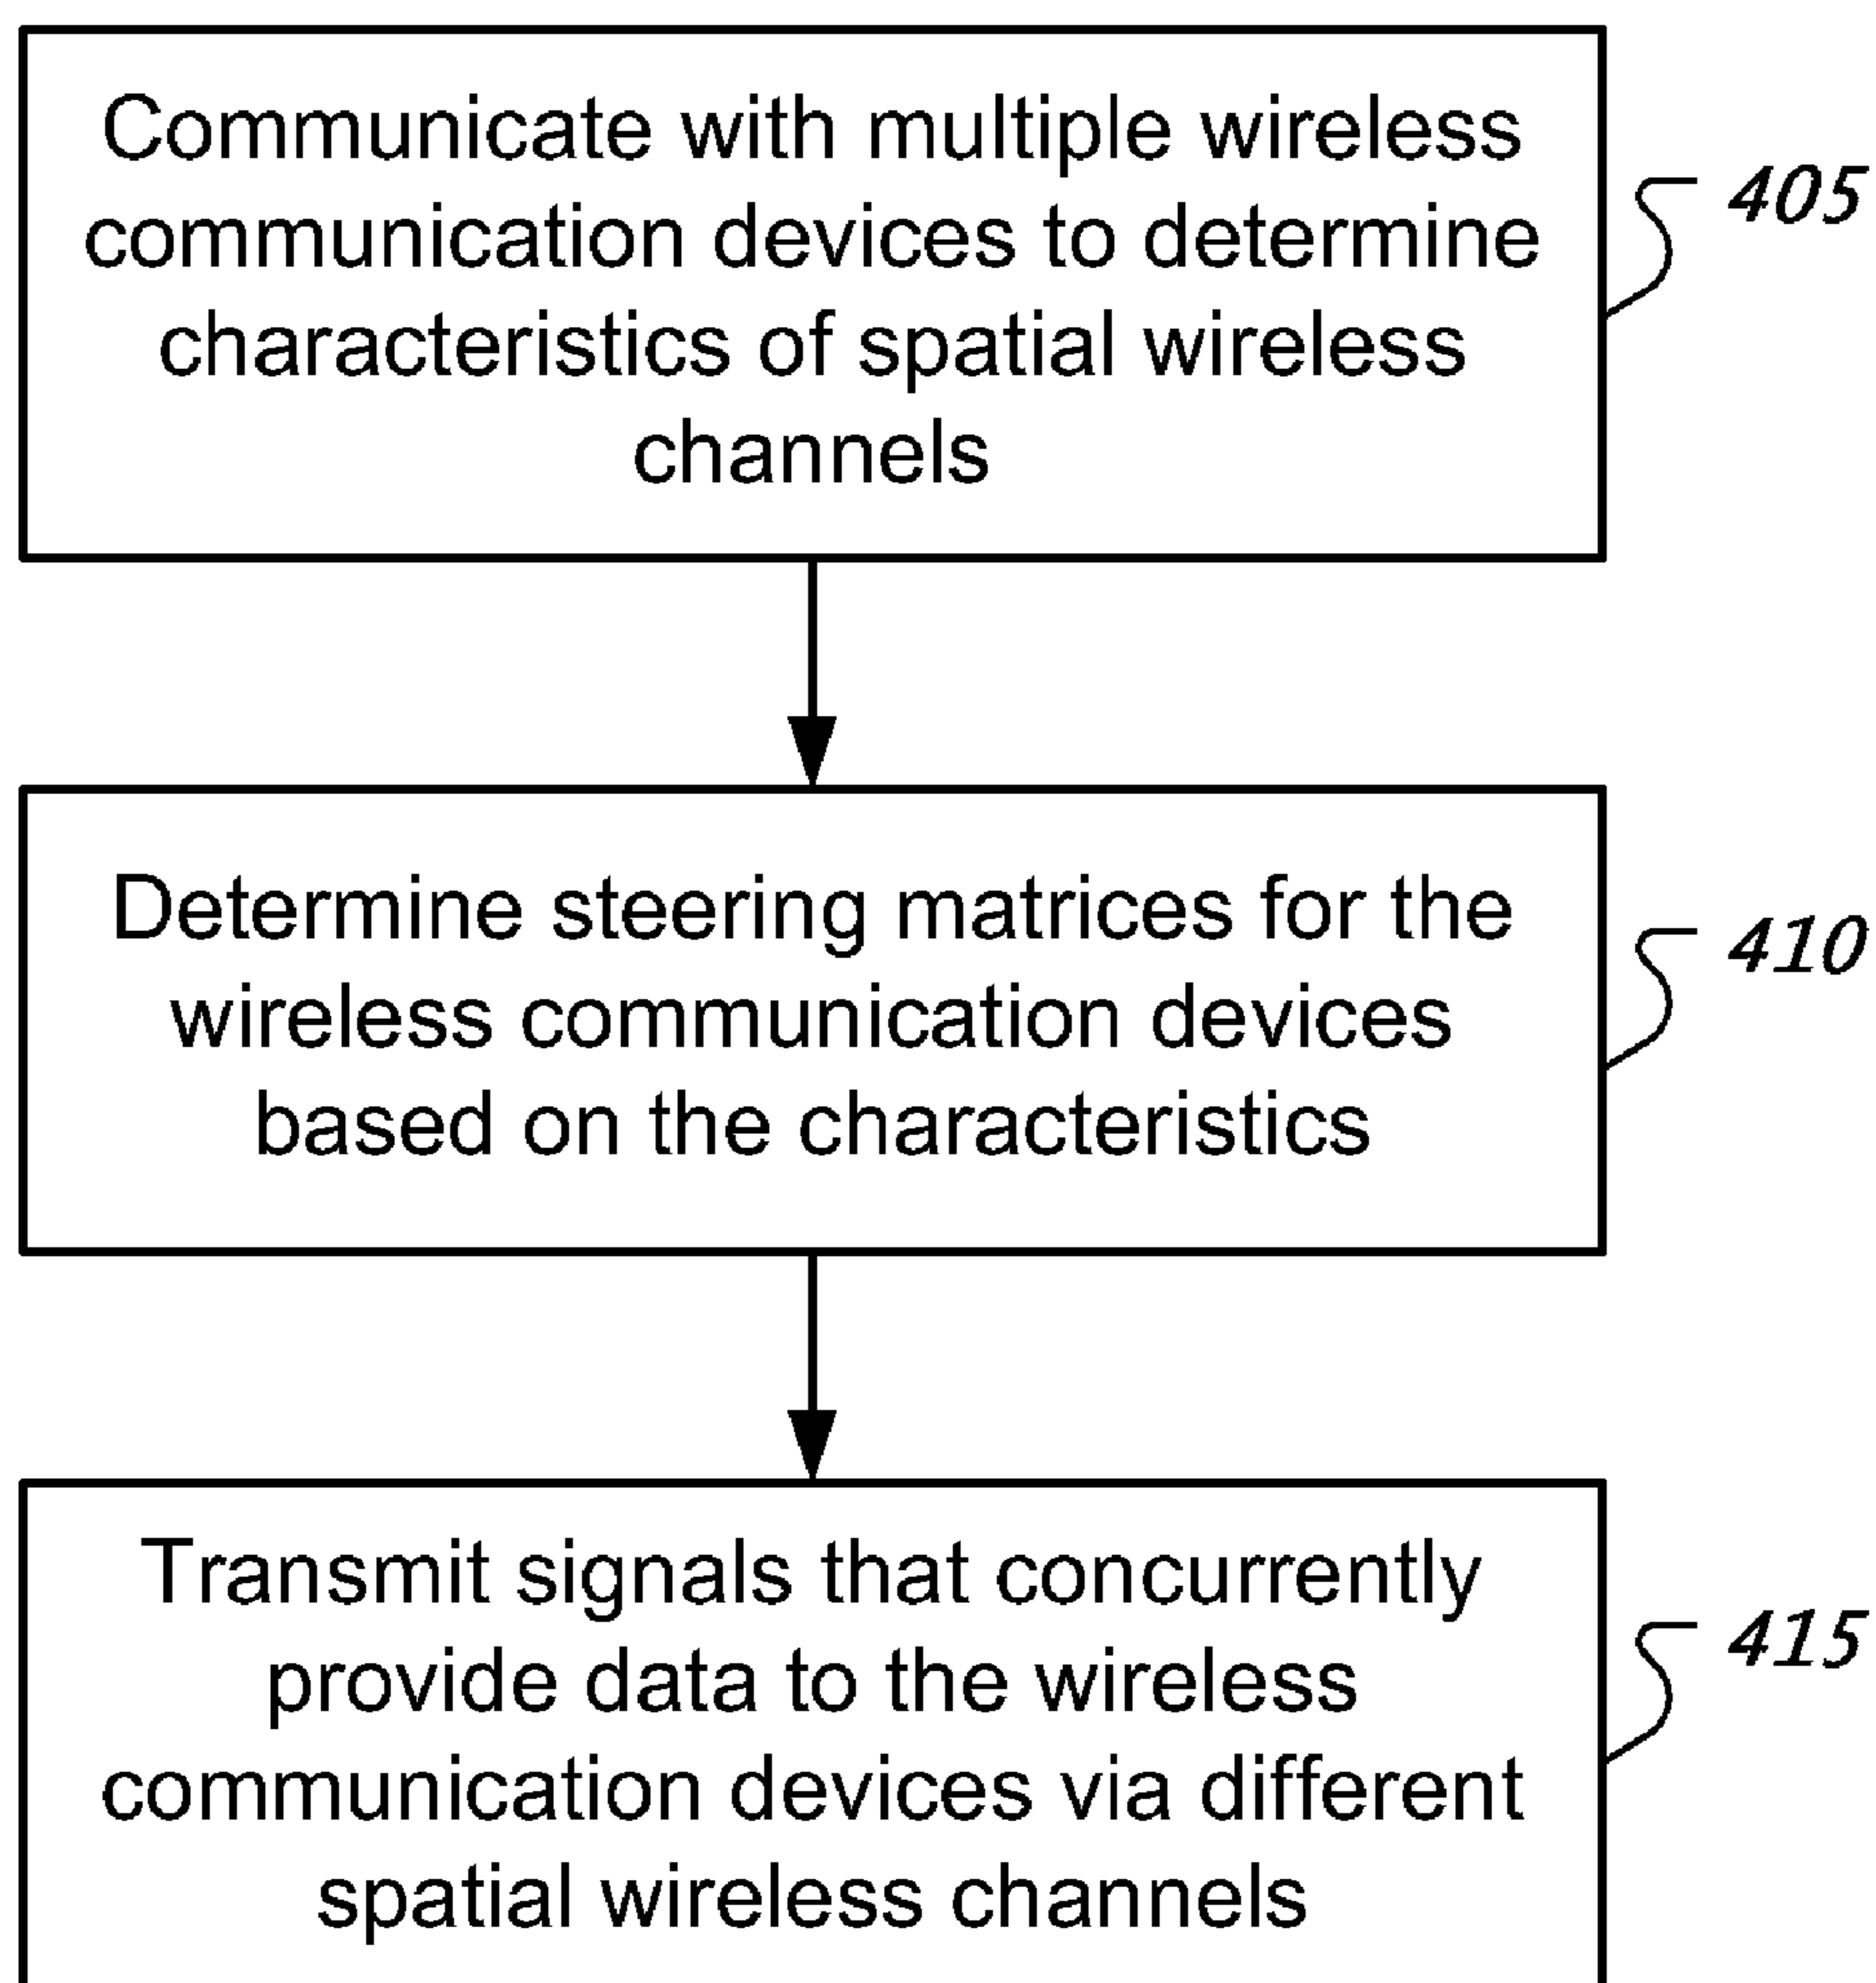 Communicate with multiple wireless
communication devices to determine
characteristics of spatial wireless
channels
405
Determine steering matrices for the
wireless communication devices
based on the characteristics
410
Transmit signals that concurrently
provide data to the wireless
communication devices via different
spatial wireless channels
415